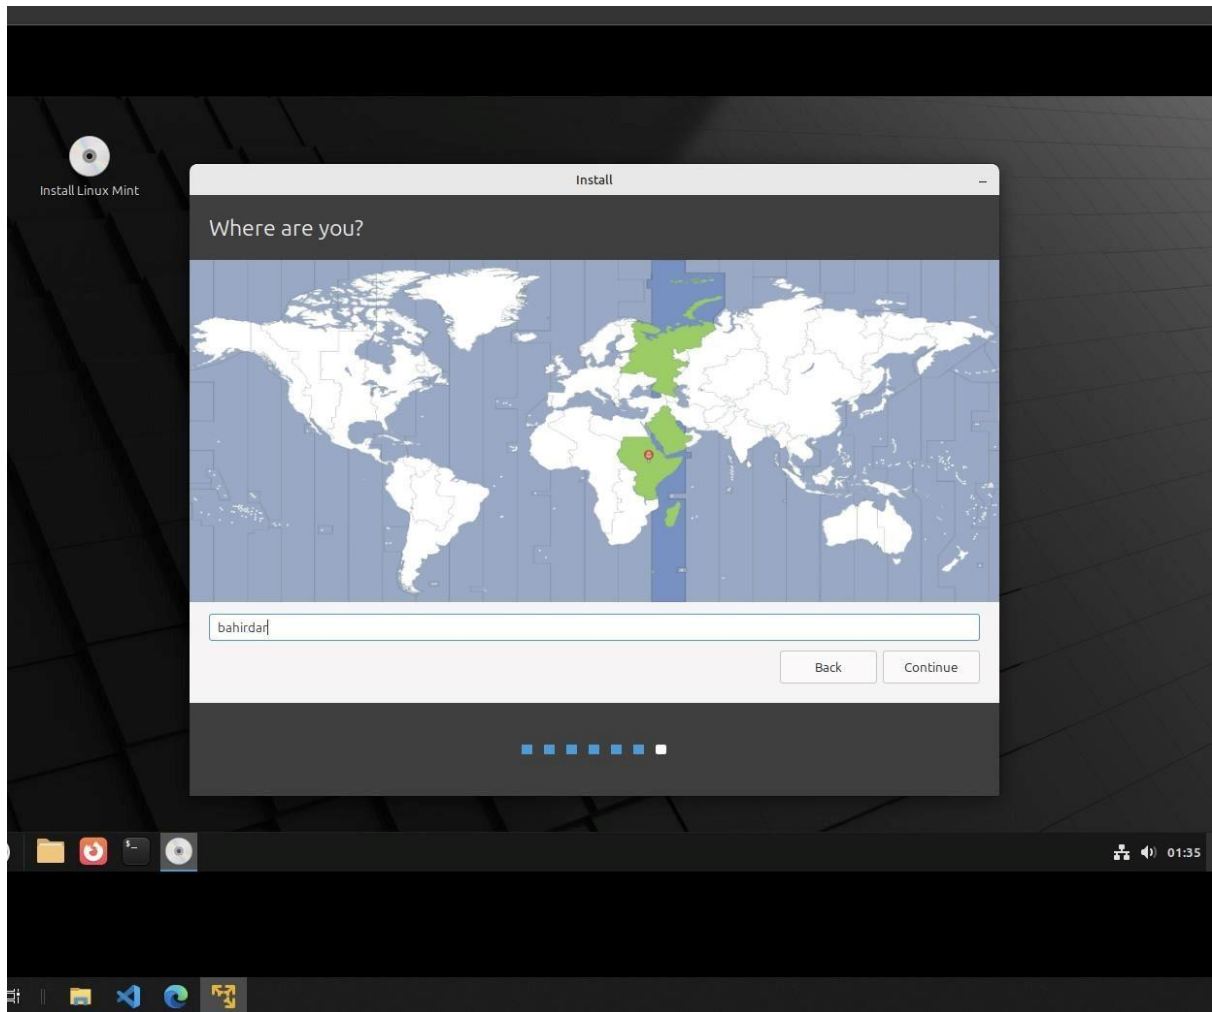 Install Linux Mint
Install
Where are you?
bahirdar
Back
Continue
$_
01:35